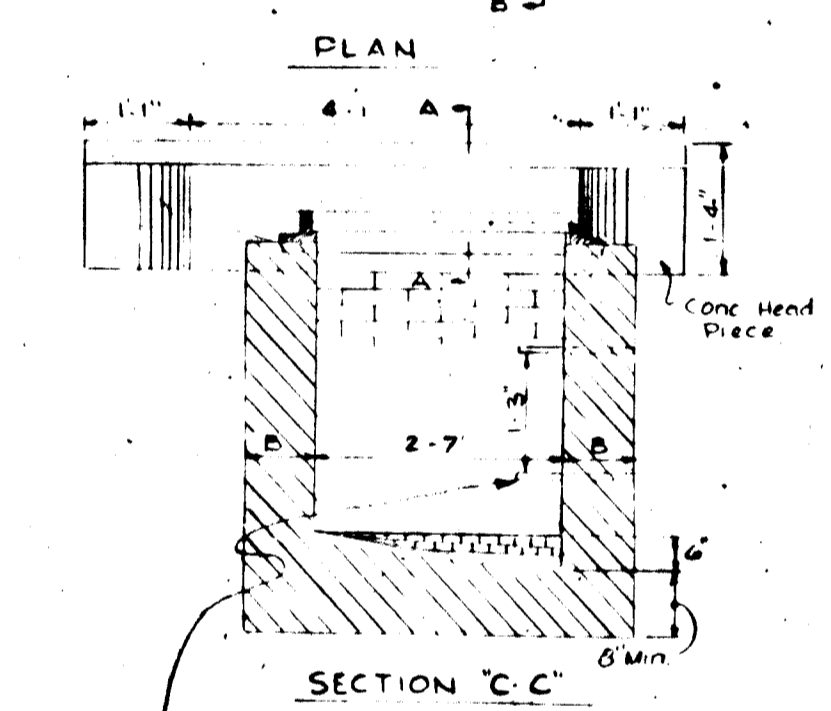 B
PLAN
1'-1" 4-1 A 1'-1"
1-4"
A
Conc Head
Piece
1-3"
B 2-7 B
6"
8" Min.
SECTION "C-C"